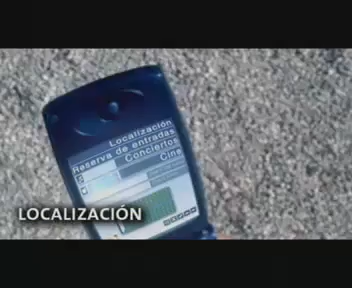 Localización
Reserva de entradas
Conciertos
Cine
LOCALIZACIÓN